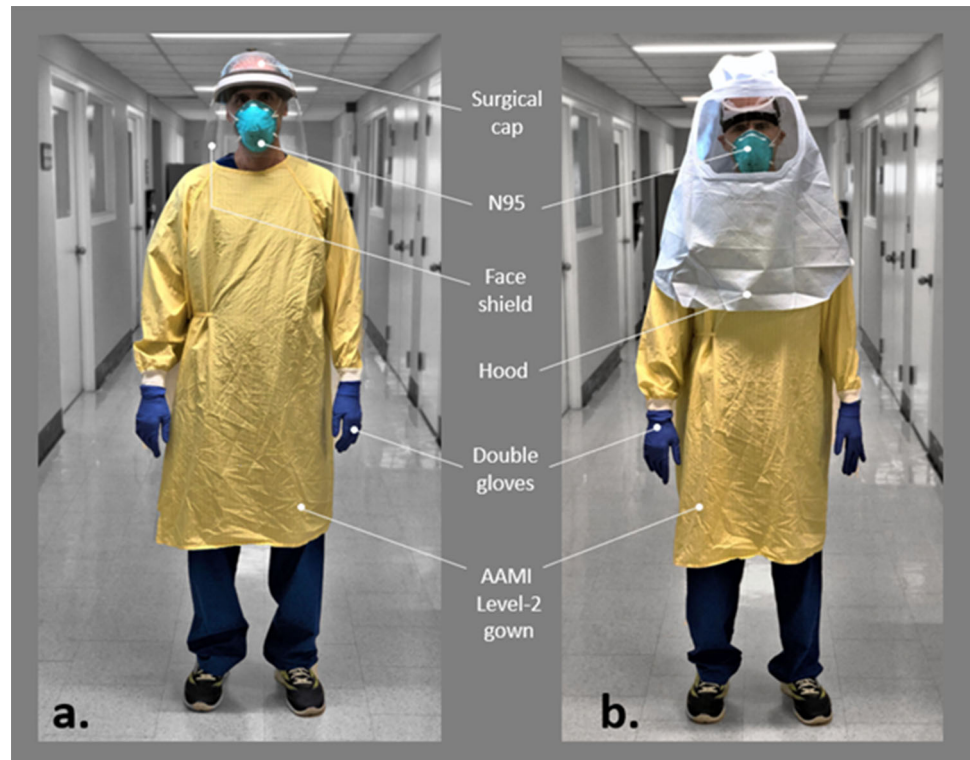 Surgical
cap
N95
Face
shield
Hood
Double
gloves
AAMI
Level-2
gown
a.
b.